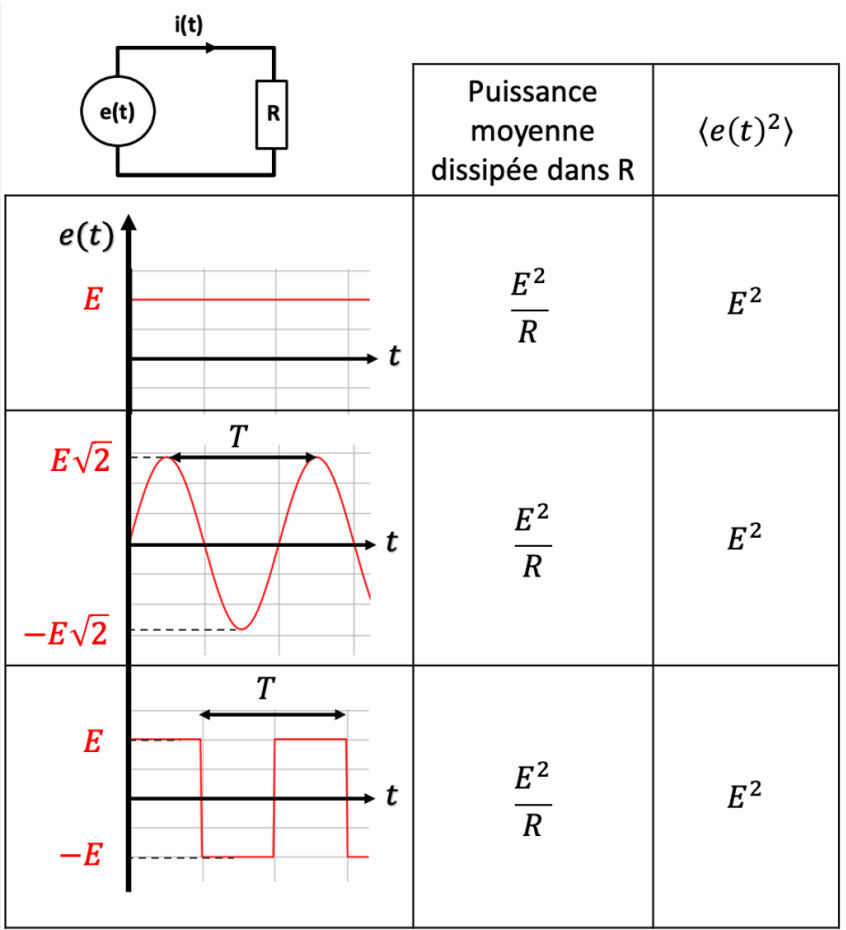 i(t)
e(t)
R
Puissance
moyenne
dissipée dans R
⟨e(t)²⟩
e(t)
E
t
E²/R
E²
E√2
T
t
−E√2
E²/R
E²
T
E
t
−E
E²/R
E²